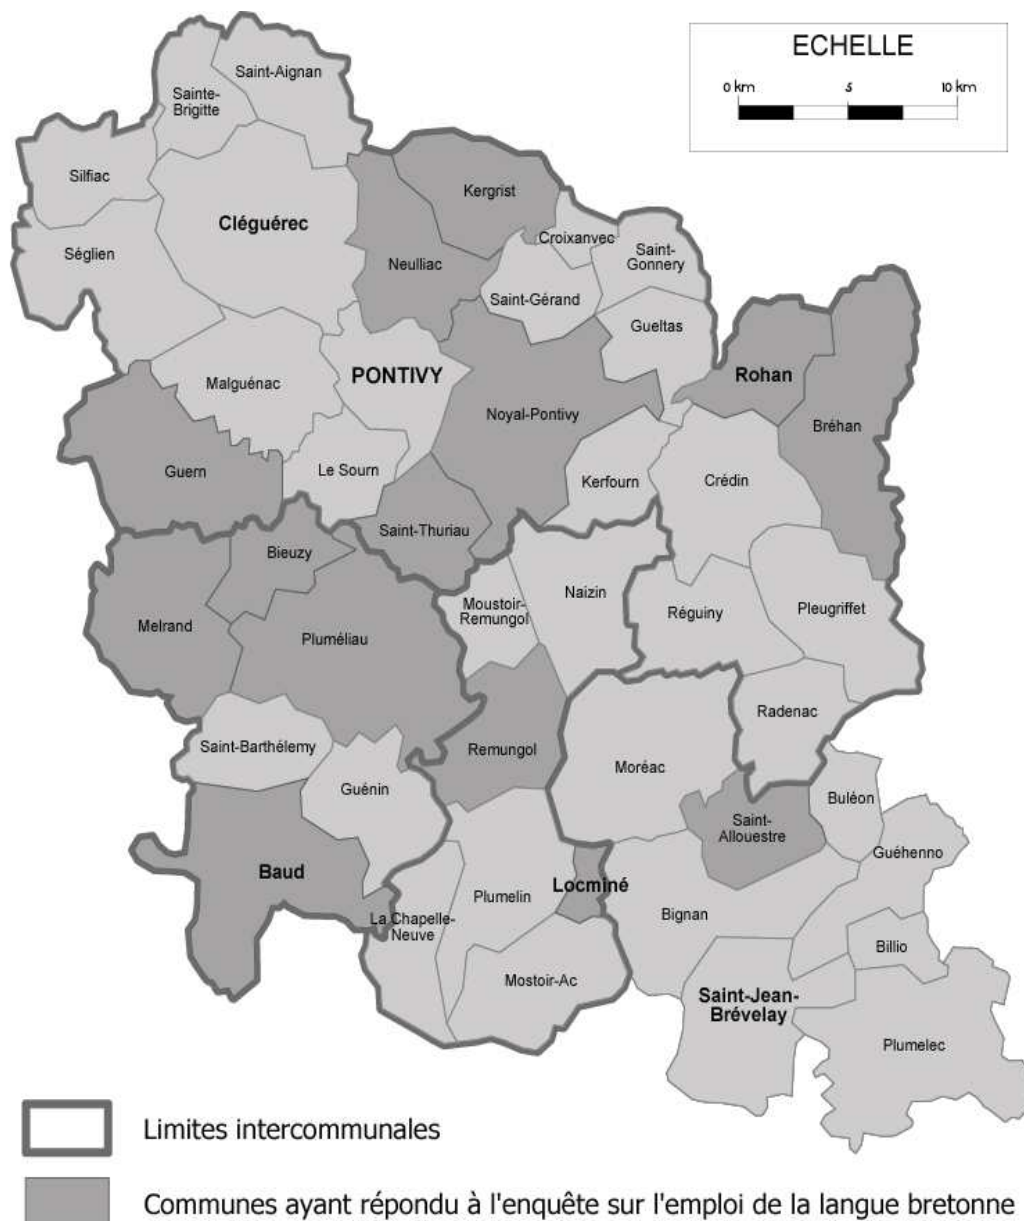 ECHELLE
0 km 5 10 km
Saint-Aignan
Sainte-
Brigitte
Silfiac
Kergrist
Cléguérec
Croixanvec
Séglien
Neulliac
Saint-
Gonnery
Saint-Gérand
Gueltas
PONTIVY
Rohan
Malguénac
Noyal-Pontivy
Bréhan
Guern
Le Sourn
Kerfourn
Crédin
Saint-Thuriau
Bieuzy
Naizin
Moustoir-
Remungol
Réguiny
Pleugriffet
Melrand
Pluméliau
Radenac
Saint-Barthélemy
Remungol
Moréac
Guénin
Buléon
Saint-
Allouestre
Guéhenno
Baud
Locminé
Plumelin
La Chapelle-
Neuve
Bignan
Billio
Mostoir-Ac
Saint-Jean-
Brévelay
Plumelec
Limites intercommunales
Communes ayant répondu à l'enquête sur l'emploi de la langue bretonne